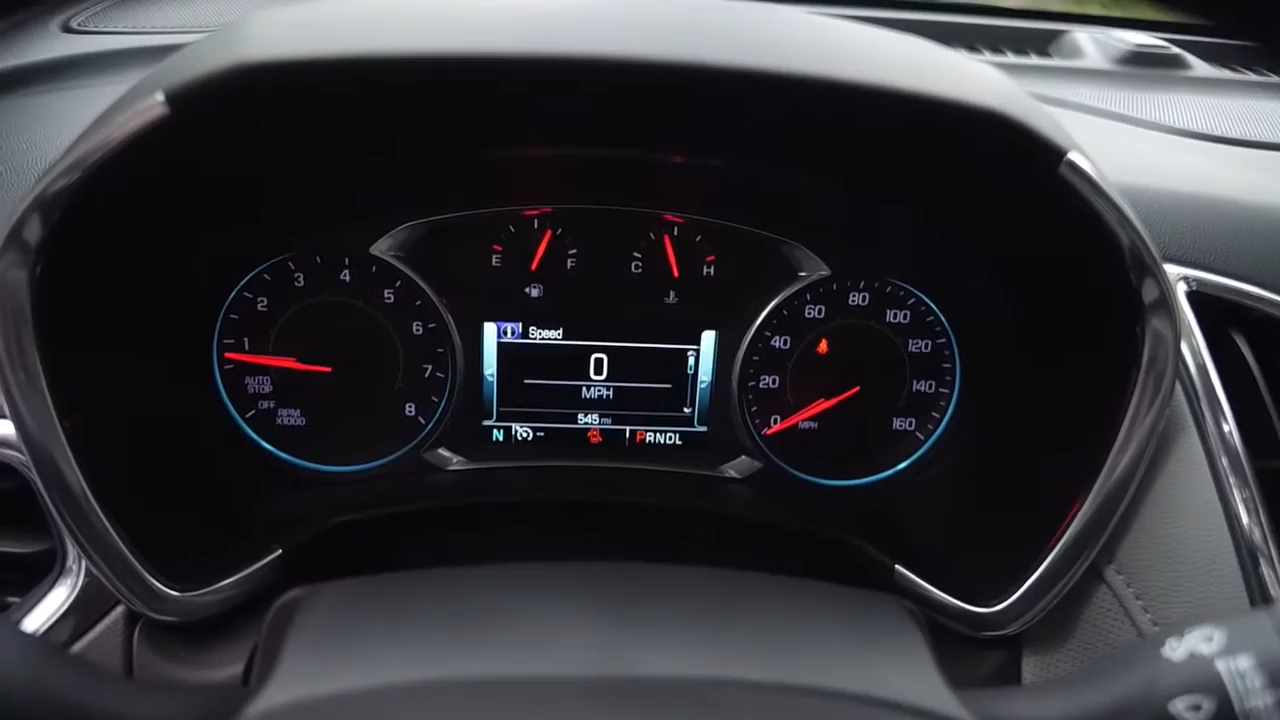 1 2 3 4 5 6 7 8
AUTO
STOP
OFF
RPM
X1000
E F
C H
Speed
0
MPH
545 mi
N -- PRNDL
0 20 40 60 80 100 120 140 160
MPH